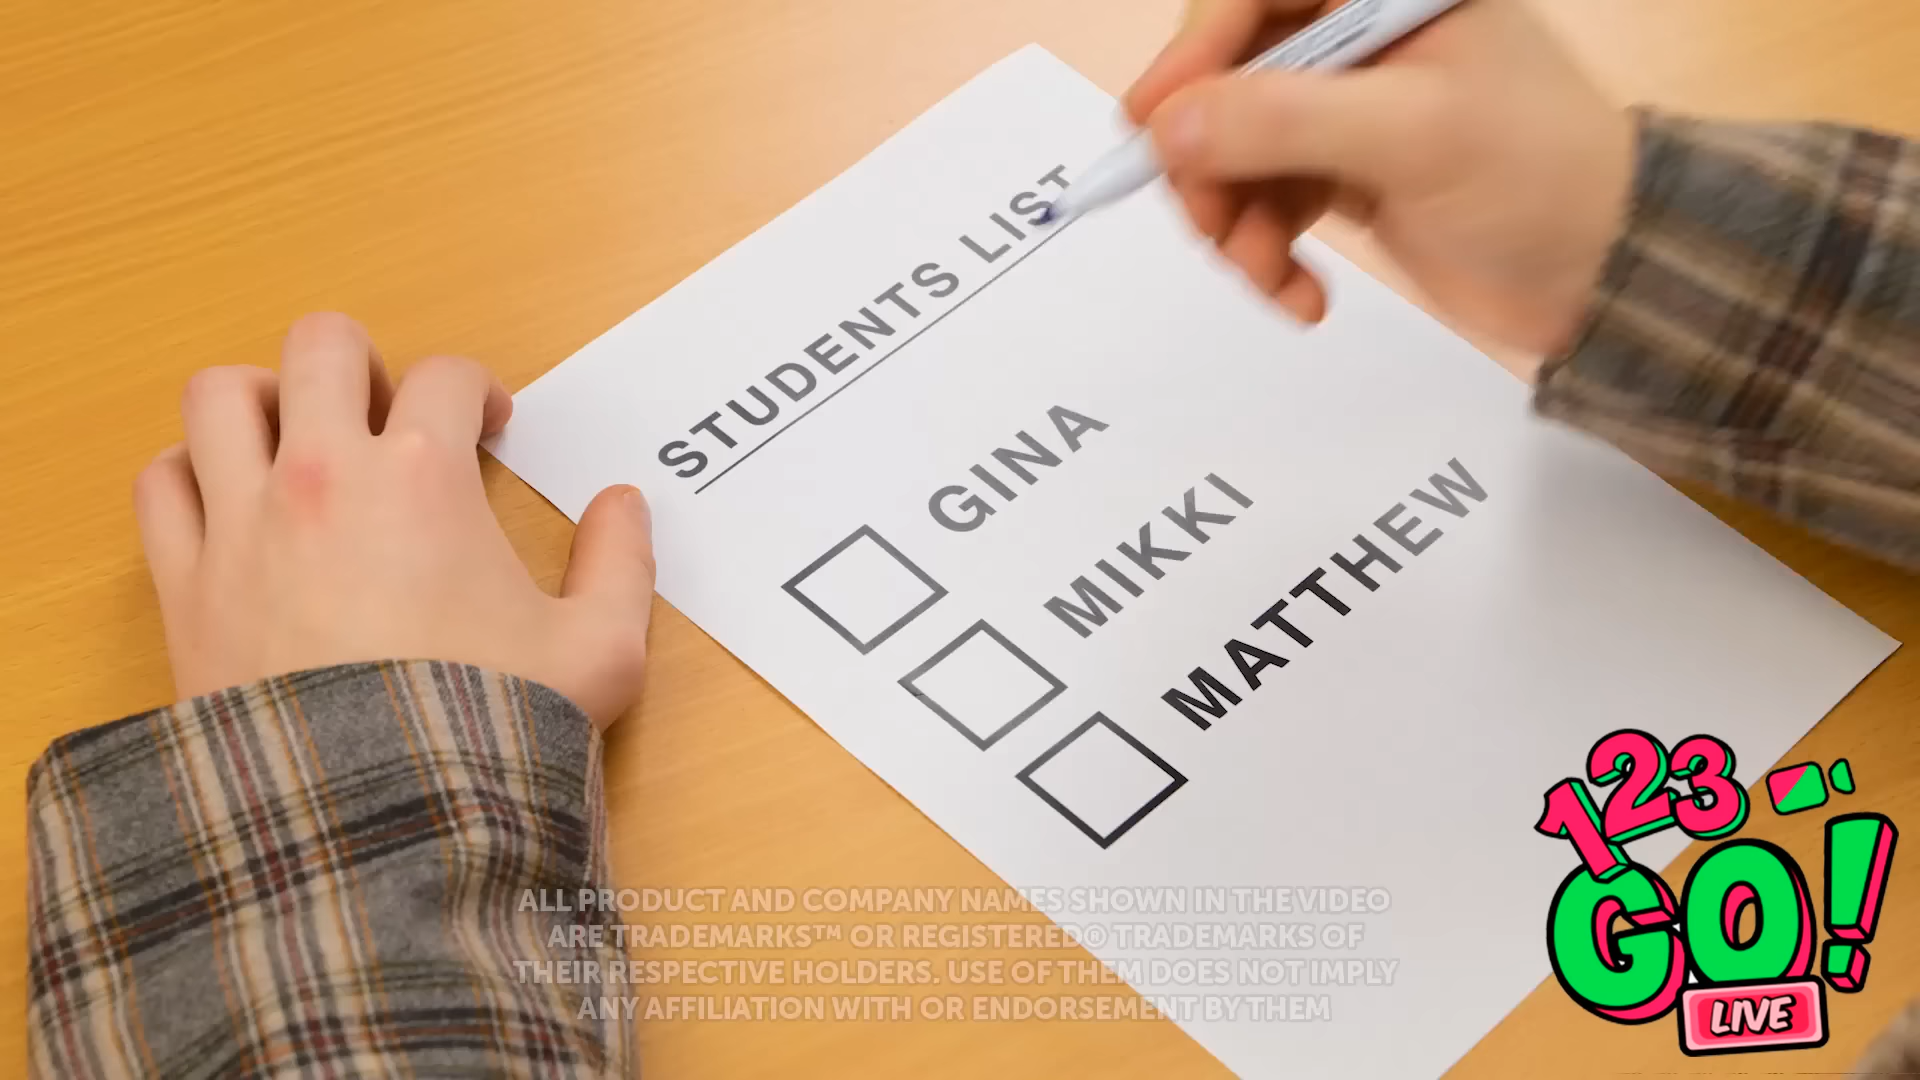 STUDENTS LIST
GINA
MIKKI
MATTHEW
ALL PRODUCT AND COMPANY NAMES SHOWN IN THE VIDEO
ARE TRADEMARKS™ OR REGISTERED® TRADEMARKS OF
THEIR RESPECTIVE HOLDERS. USE OF THEM DOES NOT IMPLY
ANY AFFILIATION WITH OR ENDORSEMENT BY THEM
123
GO!
LIVE